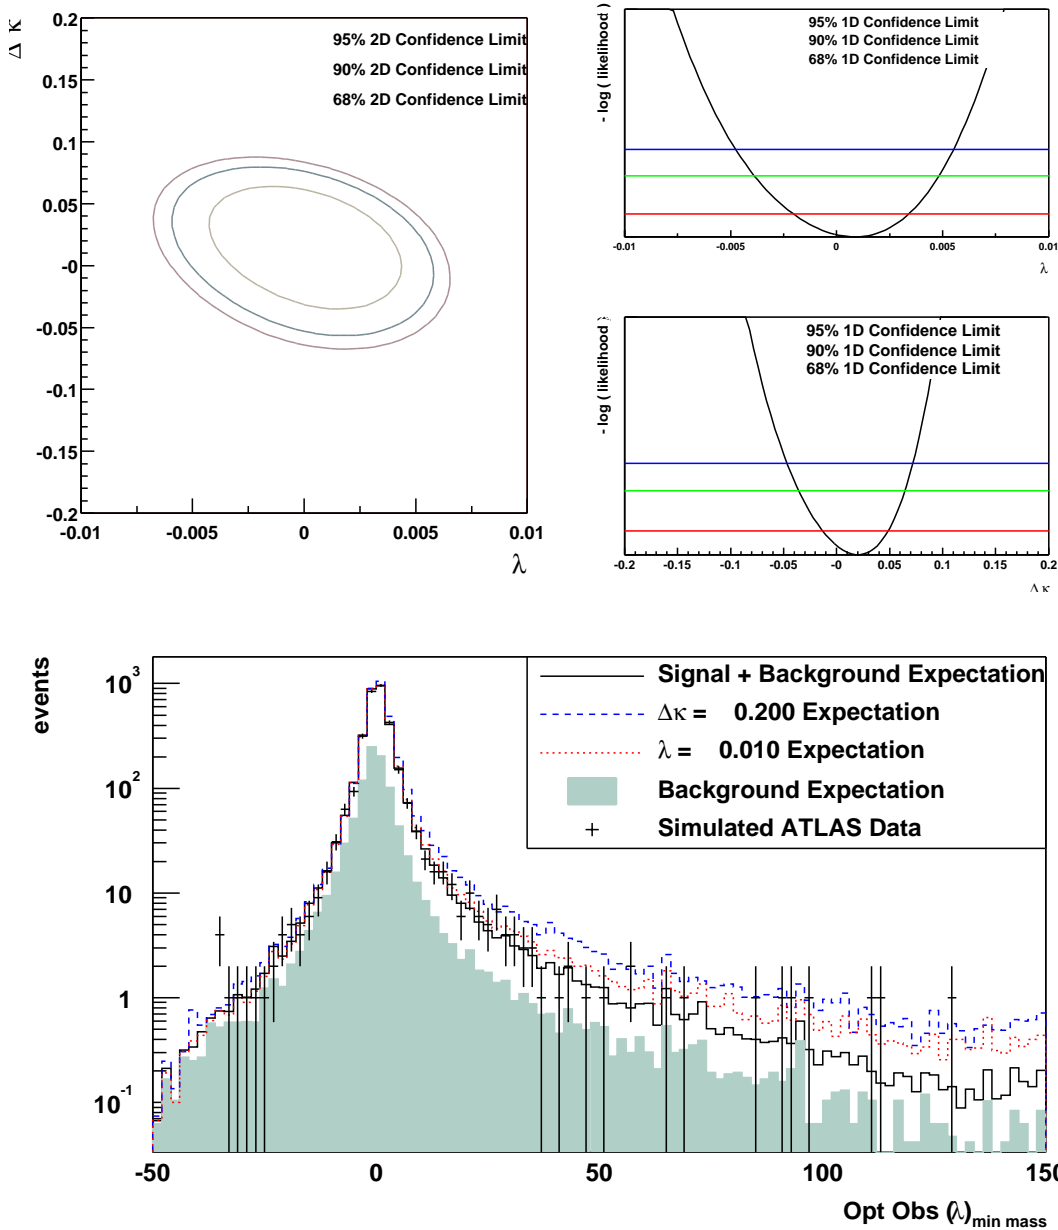 Δ κ
0.2
0.15
0.1
0.05
-0
-0.05
-0.1
-0.15
-0.2
-0.01
-0.005
0
0.005
0.01
λ
95% 2D Confidence Limit
90% 2D Confidence Limit
68% 2D Confidence Limit
- log ( likelihood )
95% 1D Confidence Limit
90% 1D Confidence Limit
68% 1D Confidence Limit
-0.01
-0.005
0
0.005
0.01
λ
- log ( likelihood )
95% 1D Confidence Limit
90% 1D Confidence Limit
68% 1D Confidence Limit
-0.2
-0.15
-0.1
-0.05
-0
0.05
0.1
0.15
0.2
Δ κ
events
10³
10²
10
1
10⁻¹
Signal + Background Expectation
Δκ = 0.200 Expectation
λ = 0.010 Expectation
Background Expectation
Simulated ATLAS Data
-50
0
50
100
150
Opt Obs (λ)min mass